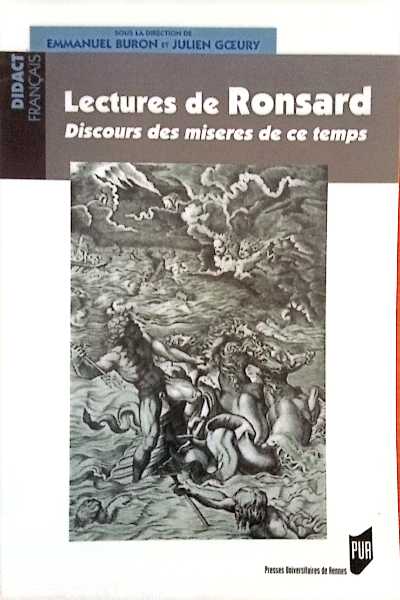 DIDACT
FRANÇAIS
SOUS LA DIRECTION DE
EMMANUEL BURON ET JULIEN GŒURY
Lectures de Ronsard
Discours des miseres de ce temps
PUR
Presses Universitaires de Rennes